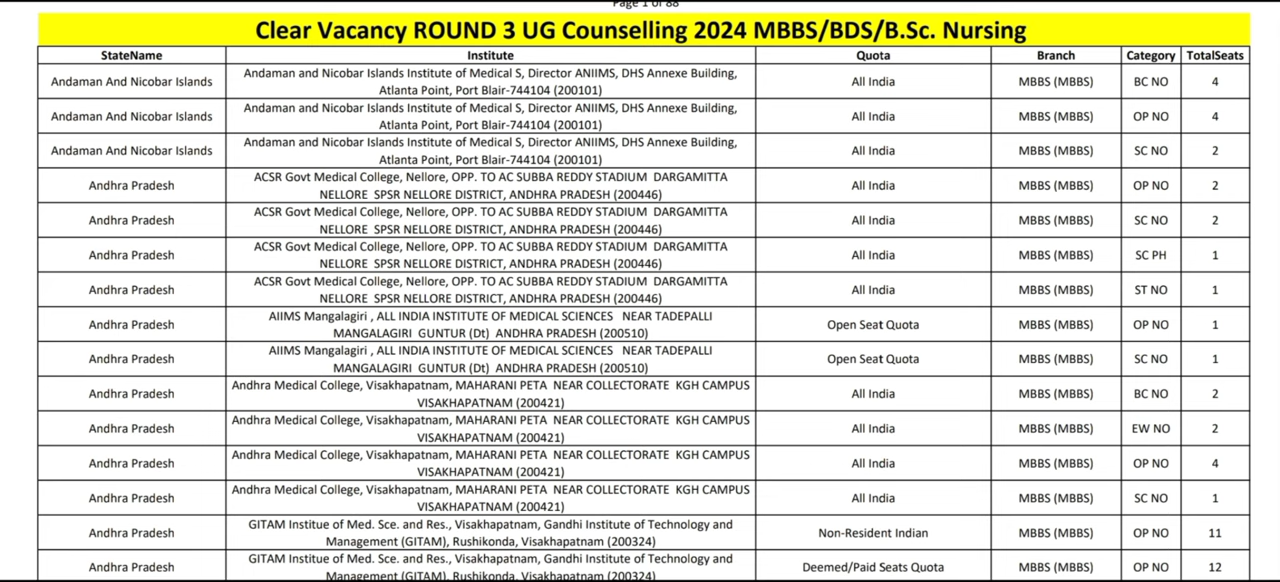 Page 1 of 88
Clear Vacancy ROUND 3 UG Counselling 2024 MBBS/BDS/B.Sc. Nursing
StateName Institute Quota Branch Category TotalSeats
Andaman And Nicobar Islands Andaman and Nicobar Islands Institute of Medical S, Director ANIIMS, DHS Annexe Building, All India MBBS (MBBS) BC NO 4
Atlanta Point, Port Blair-744104 (200101)
Andaman And Nicobar Islands Andaman and Nicobar Islands Institute of Medical S, Director ANIIMS, DHS Annexe Building, All India MBBS (MBBS) OP NO 4
Atlanta Point, Port Blair-744104 (200101)
Andaman And Nicobar Islands Andaman and Nicobar Islands Institute of Medical S, Director ANIIMS, DHS Annexe Building, All India MBBS (MBBS) SC NO 2
Atlanta Point, Port Blair-744104 (200101)
Andhra Pradesh ACSR Govt Medical College, Nellore, OPP. TO AC SUBBA REDDY STADIUM DARGAMITTA All India MBBS (MBBS) OP NO 2
NELLORE SPSR NELLORE DISTRICT, ANDHRA PRADESH (200446)
Andhra Pradesh ACSR Govt Medical College, Nellore, OPP. TO AC SUBBA REDDY STADIUM DARGAMITTA All India MBBS (MBBS) SC NO 2
NELLORE SPSR NELLORE DISTRICT, ANDHRA PRADESH (200446)
Andhra Pradesh ACSR Govt Medical College, Nellore, OPP. TO AC SUBBA REDDY STADIUM DARGAMITTA All India MBBS (MBBS) SC PH 1
NELLORE SPSR NELLORE DISTRICT, ANDHRA PRADESH (200446)
Andhra Pradesh ACSR Govt Medical College, Nellore, OPP. TO AC SUBBA REDDY STADIUM DARGAMITTA All India MBBS (MBBS) ST NO 1
NELLORE SPSR NELLORE DISTRICT, ANDHRA PRADESH (200446)
Andhra Pradesh AIIMS Mangalagiri , ALL INDIA INSTITUTE OF MEDICAL SCIENCES NEAR TADEPALLI Open Seat Quota MBBS (MBBS) OP NO 1
MANGALAGIRI GUNTUR (Dt) ANDHRA PRADESH (200510)
Andhra Pradesh AIIMS Mangalagiri , ALL INDIA INSTITUTE OF MEDICAL SCIENCES NEAR TADEPALLI Open Seat Quota MBBS (MBBS) SC NO 1
MANGALAGIRI GUNTUR (Dt) ANDHRA PRADESH (200510)
Andhra Pradesh Andhra Medical College, Visakhapatnam, MAHARANI PETA NEAR COLLECTORATE KGH CAMPUS All India MBBS (MBBS) BC NO 2
VISAKHAPATNAM (200421)
Andhra Pradesh Andhra Medical College, Visakhapatnam, MAHARANI PETA NEAR COLLECTORATE KGH CAMPUS All India MBBS (MBBS) EW NO 2
VISAKHAPATNAM (200421)
Andhra Pradesh Andhra Medical College, Visakhapatnam, MAHARANI PETA NEAR COLLECTORATE KGH CAMPUS All India MBBS (MBBS) OP NO 4
VISAKHAPATNAM (200421)
Andhra Pradesh Andhra Medical College, Visakhapatnam, MAHARANI PETA NEAR COLLECTORATE KGH CAMPUS All India MBBS (MBBS) SC NO 1
VISAKHAPATNAM (200421)
Andhra Pradesh GITAM Institue of Med. Sce. and Res., Visakhapatnam, Gandhi Institute of Technology and Non-Resident Indian MBBS (MBBS) OP NO 11
Management (GITAM), Rushikonda, Visakhapatnam (200324)
Andhra Pradesh GITAM Institue of Med. Sce. and Res., Visakhapatnam, Gandhi Institute of Technology and Deemed/Paid Seats Quota MBBS (MBBS) OP NO 12
Management (GITAM), Rushikonda, Visakhapatnam (200324)